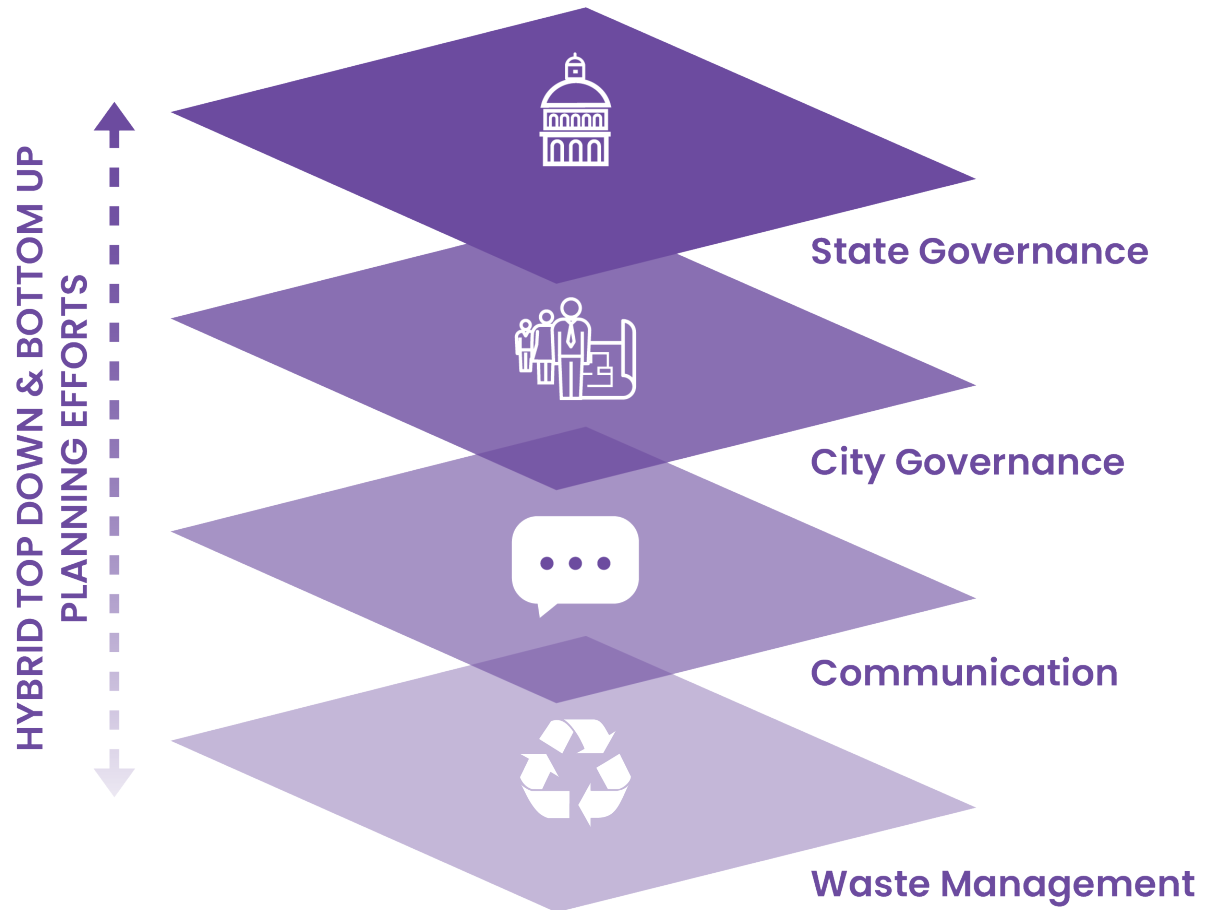 HYBRID TOP DOWN & BOTTOM UP
PLANNING EFFORTS
State Governance
City Governance
Communication
Waste Management